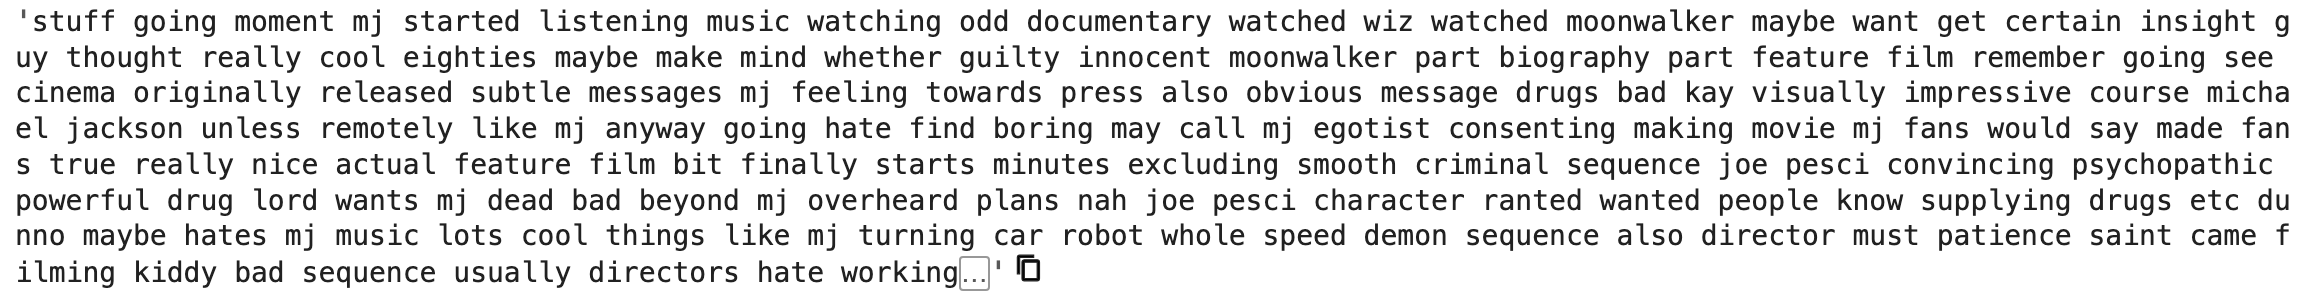 'stuff going moment mj started listening music watching odd documentary watched wiz watched moonwalker maybe want get certain insight g
uy thought really cool eighties maybe make mind whether guilty innocent moonwalker part biography part feature film remember going see
cinema originally released subtle messages mj feeling towards press also obvious message drugs bad kay visually impressive course micha
el jackson unless remotely like mj anyway going hate find boring may call mj egotist consenting making movie mj fans would say made fan
s true really nice actual feature film bit finally starts minutes excluding smooth criminal sequence joe pesci convincing psychopathic
powerful drug lord wants mj dead bad beyond mj overheard plans nah joe pesci character ranted wanted people know supplying drugs etc du
nno maybe hates mj music lots cool things like mj turning car robot whole speed demon sequence also director must patience saint came f
ilming kiddy bad sequence usually directors hate working...'